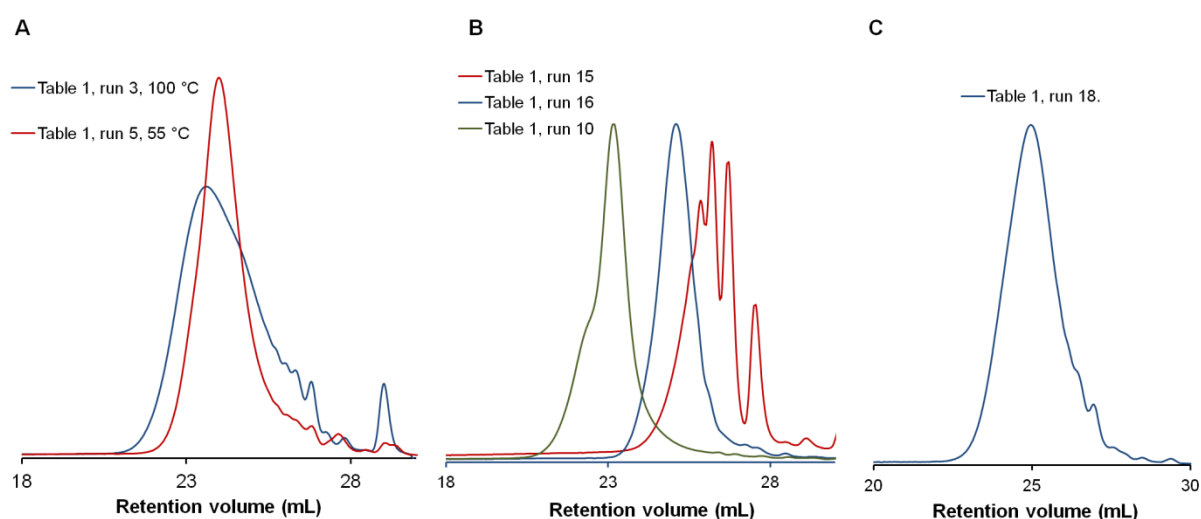 A
Table 1, run 3, 100 °C
Table 1, run 5, 55 °C
18
23
28
Retention volume (mL)
B
Table 1, run 15
Table 1, run 16
Table 1, run 10
18
23
28
Retention volume (mL)
C
Table 1, run 18.
20
25
30
Retention volume (mL)